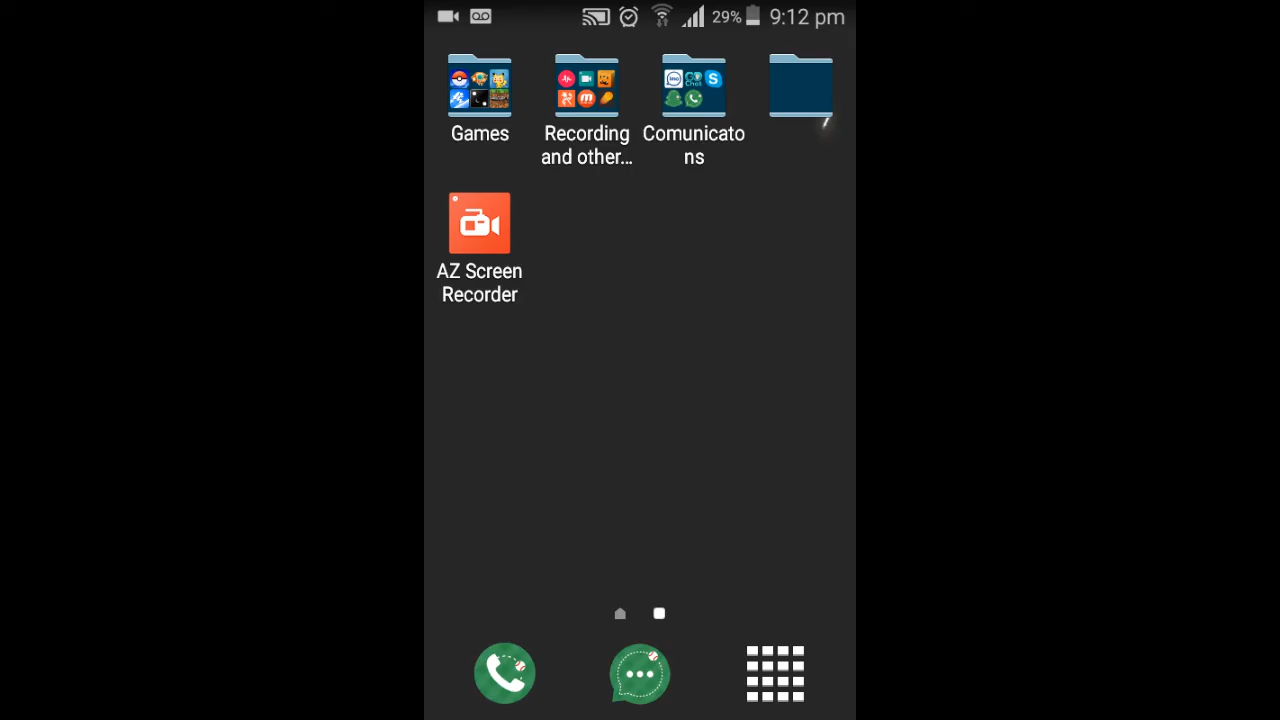 29% 9:12 pm
Games
Recording
and other...
Comunicato
ns
AZ Screen
Recorder